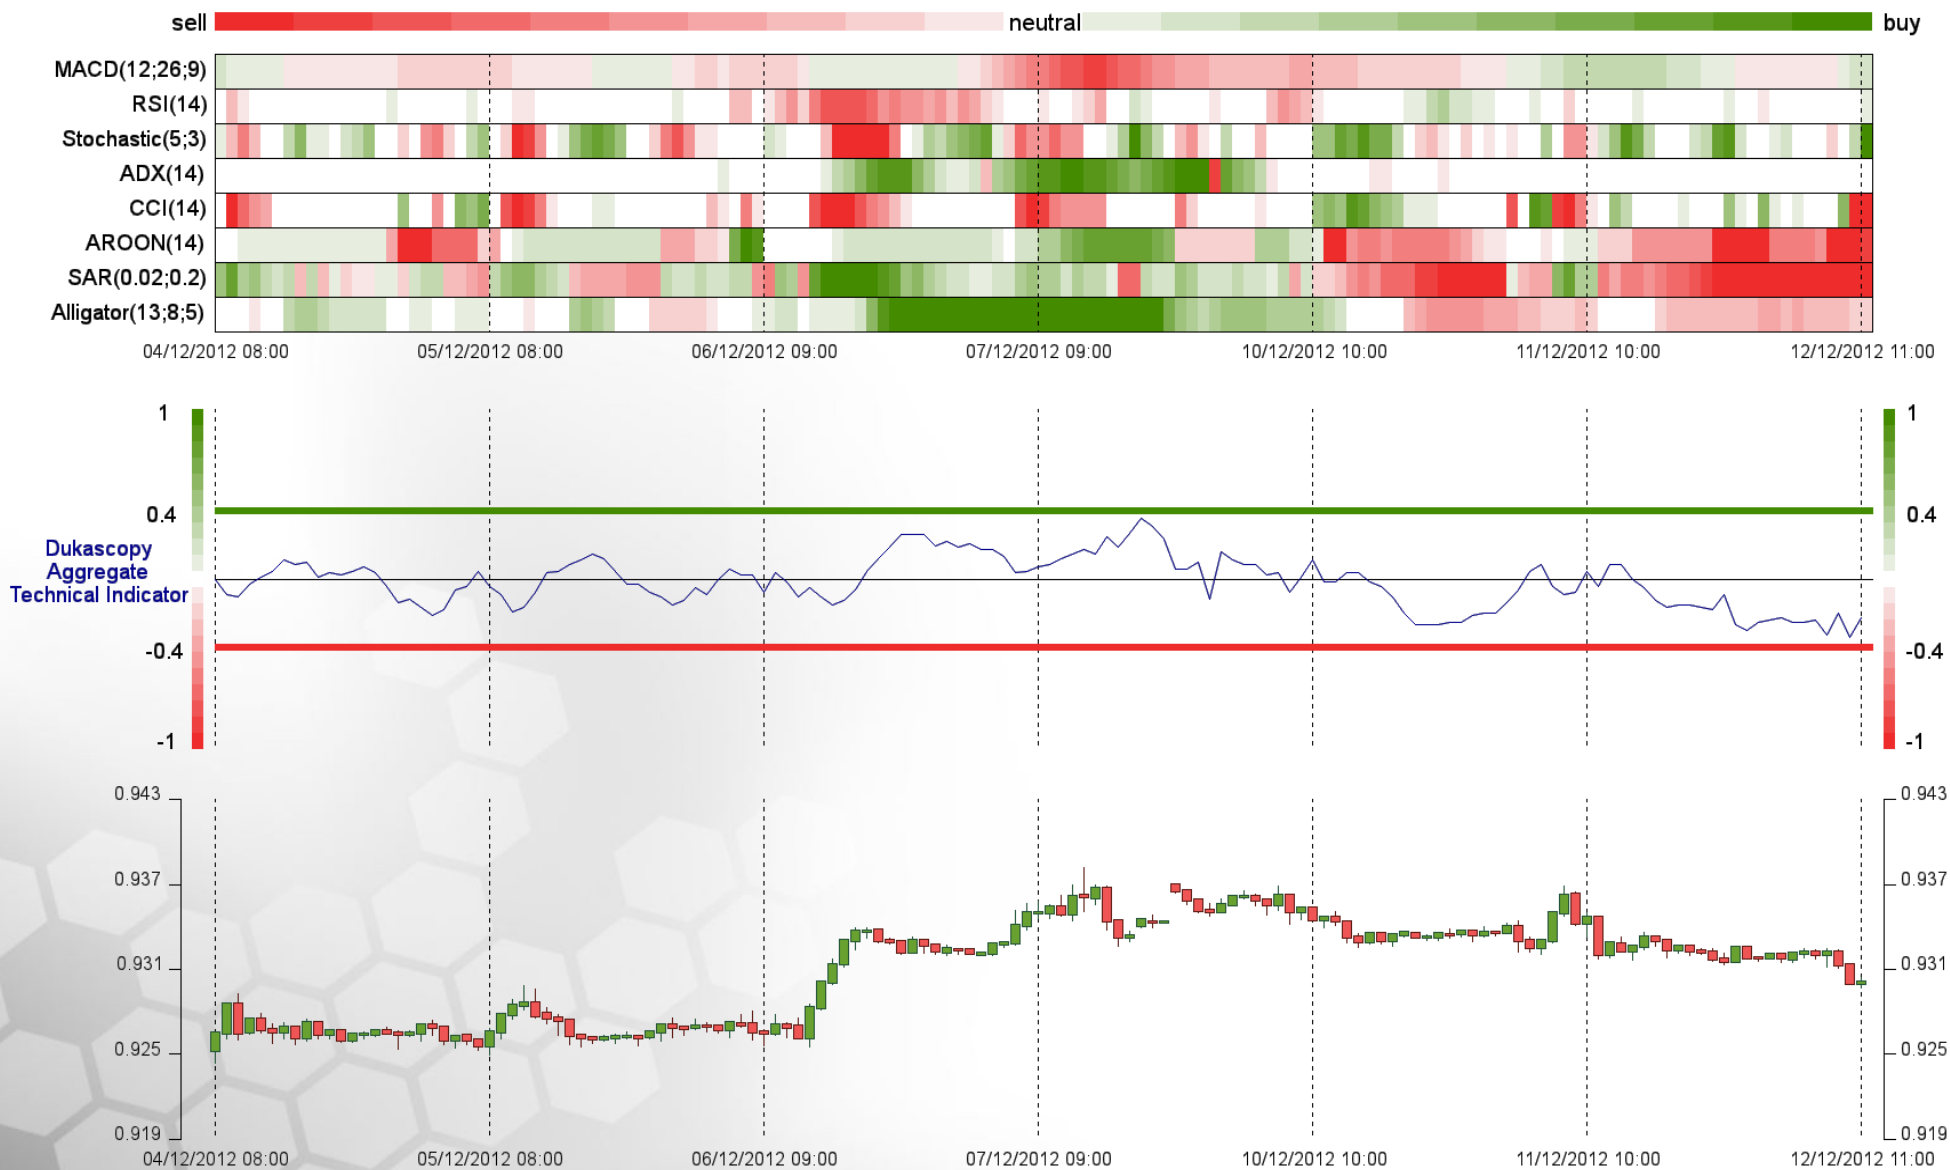 sell neutral buy
MACD(12;26;9)
RSI(14)
Stochastic(5;3)
ADX(14)
CCI(14)
AROON(14)
SAR(0.02;0.2)
Alligator(13;8;5)
04/12/2012 08:00 05/12/2012 08:00 06/12/2012 09:00 07/12/2012 09:00 10/12/2012 10:00 11/12/2012 10:00 12/12/2012 11:00
1 1
0.4 0.4
Dukascopy
Aggregate
Technical Indicator
-0.4 -0.4
-1 -1
0.943 0.943
0.937 0.937
0.931 0.931
0.925 0.925
0.919 0.919
04/12/2012 08:00 05/12/2012 08:00 06/12/2012 09:00 07/12/2012 09:00 10/12/2012 10:00 11/12/2012 10:00 12/12/2012 11:00